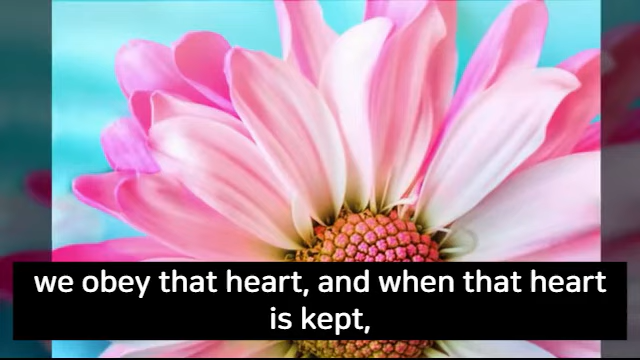 we obey that heart, and when that heart
is kept,